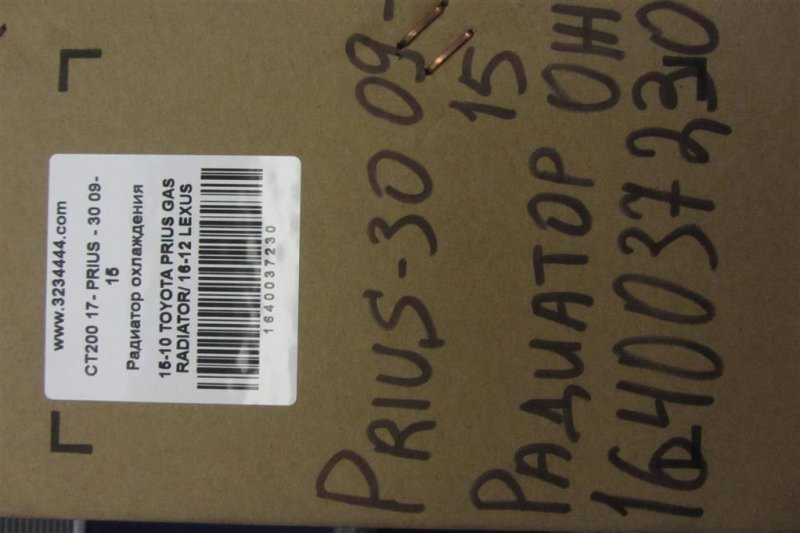 www.3234444.com
CT200 17- PRIUS - 30 09-
15
Радиатор охлаждения
15-10 TOYOTA PRIUS GAS
RADIATOR/ 16-12 LEXUS
1640037230
PRIUS-30 09-
15
РАДИАТОР ОЖ
1640037230